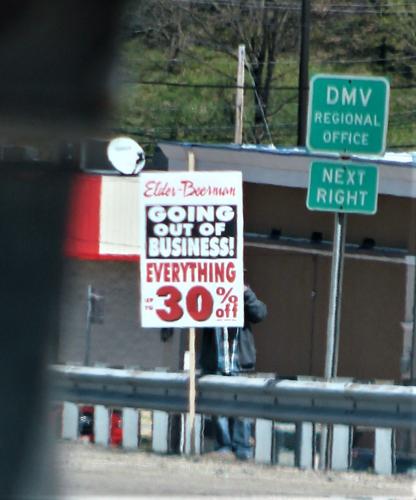 DMV
REGIONAL
OFFICE
NEXT
RIGHT
Elder-Beerman
GOING
OUT OF
BUSINESS!
EVERYTHING
UP TO 30% off